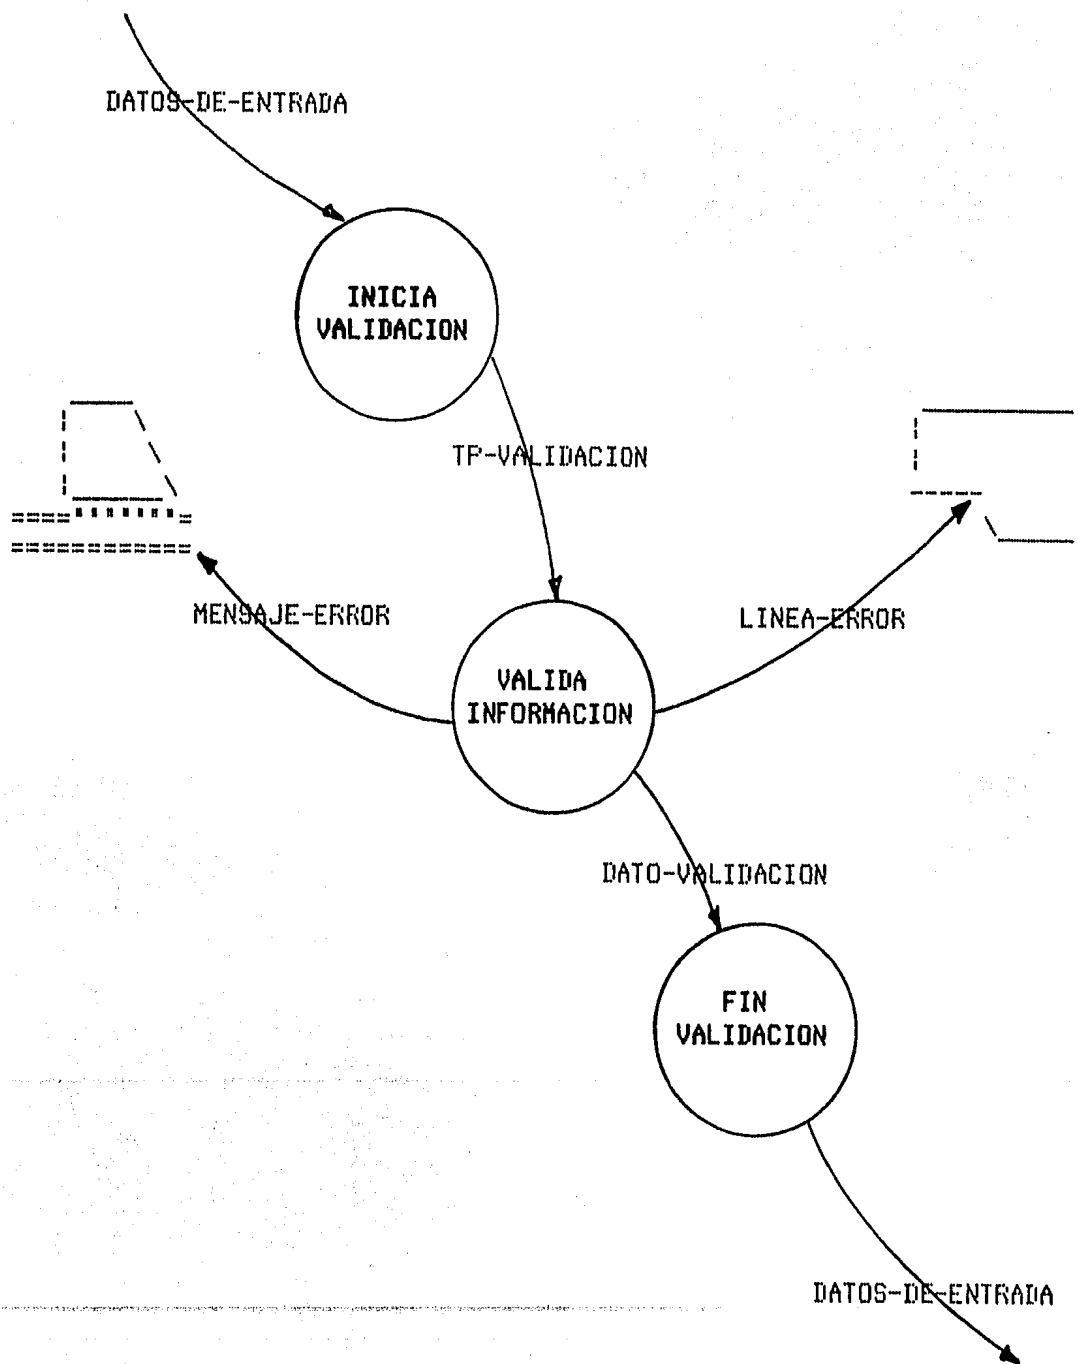 DATOS-DE-ENTRADA
INICIA
VALIDACION
TP-VALIDACION
MENSAJE-ERROR
LINEA-ERROR
VALIDA
INFORMACION
DATO-VALIDACION
FIN
VALIDACION
DATOS-DE-ENTRADA